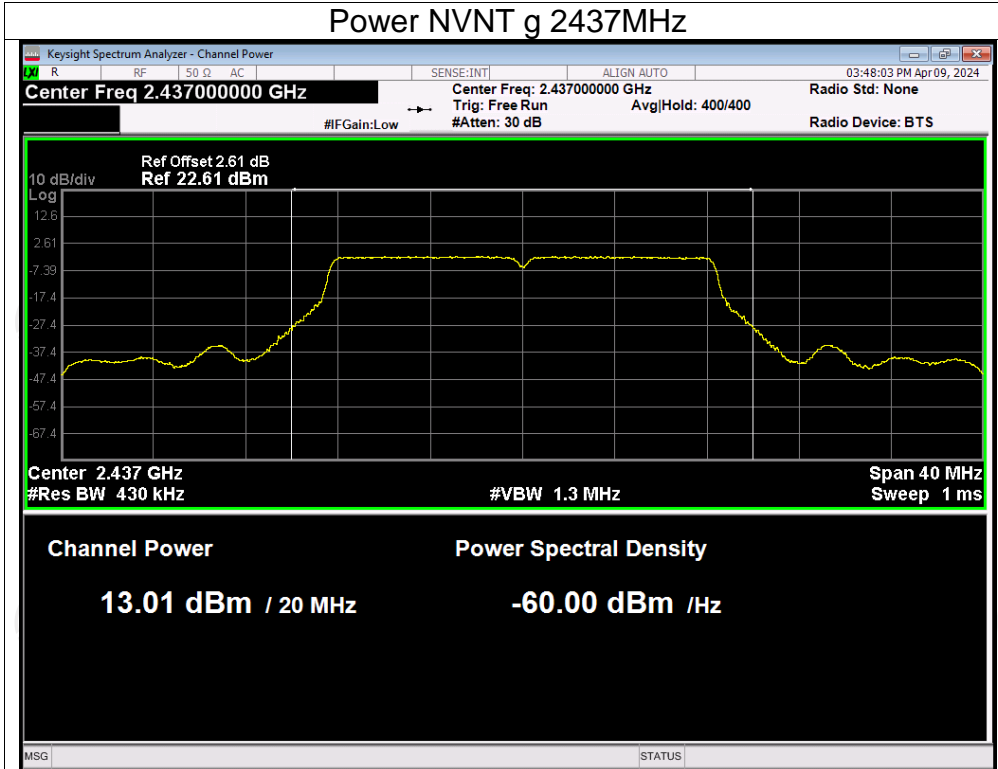 Power NVNT g 2437MHz
Keysight Spectrum Analyzer - Channel Power
LXI R RF 50 Ω AC SENSE:INT ALIGN AUTO 03:48:03 PM Apr 09, 2024
Center Freq 2.437000000 GHz Center Freq: 2.437000000 GHz Radio Std: None
Trig: Free Run Avg|Hold: 400/400
#IFGain:Low #Atten: 30 dB Radio Device: BTS
Ref Offset 2.61 dB
10 dB/div Ref 22.61 dBm
Log
12.6
2.61
-7.39
-17.4
-27.4
-37.4
-47.4
-57.4
-67.4
Center 2.437 GHz Span 40 MHz
#Res BW 430 kHz #VBW 1.3 MHz Sweep 1 ms
Channel Power Power Spectral Density
13.01 dBm / 20 MHz -60.00 dBm /Hz
MSG STATUS